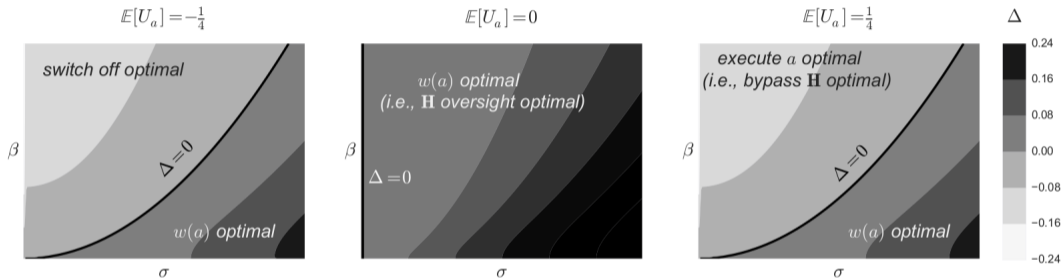 𝔼[U_a] = −1/4
switch off optimal
Δ = 0
w(a) optimal
β
σ
𝔼[U_a] = 0
w(a) optimal
(i.e., H oversight optimal)
Δ = 0
β
σ
𝔼[U_a] = 1/4
execute a optimal
(i.e., bypass H optimal)
Δ = 0
w(a) optimal
β
σ
Δ
0.24
0.16
0.08
0.00
−0.08
−0.16
−0.24